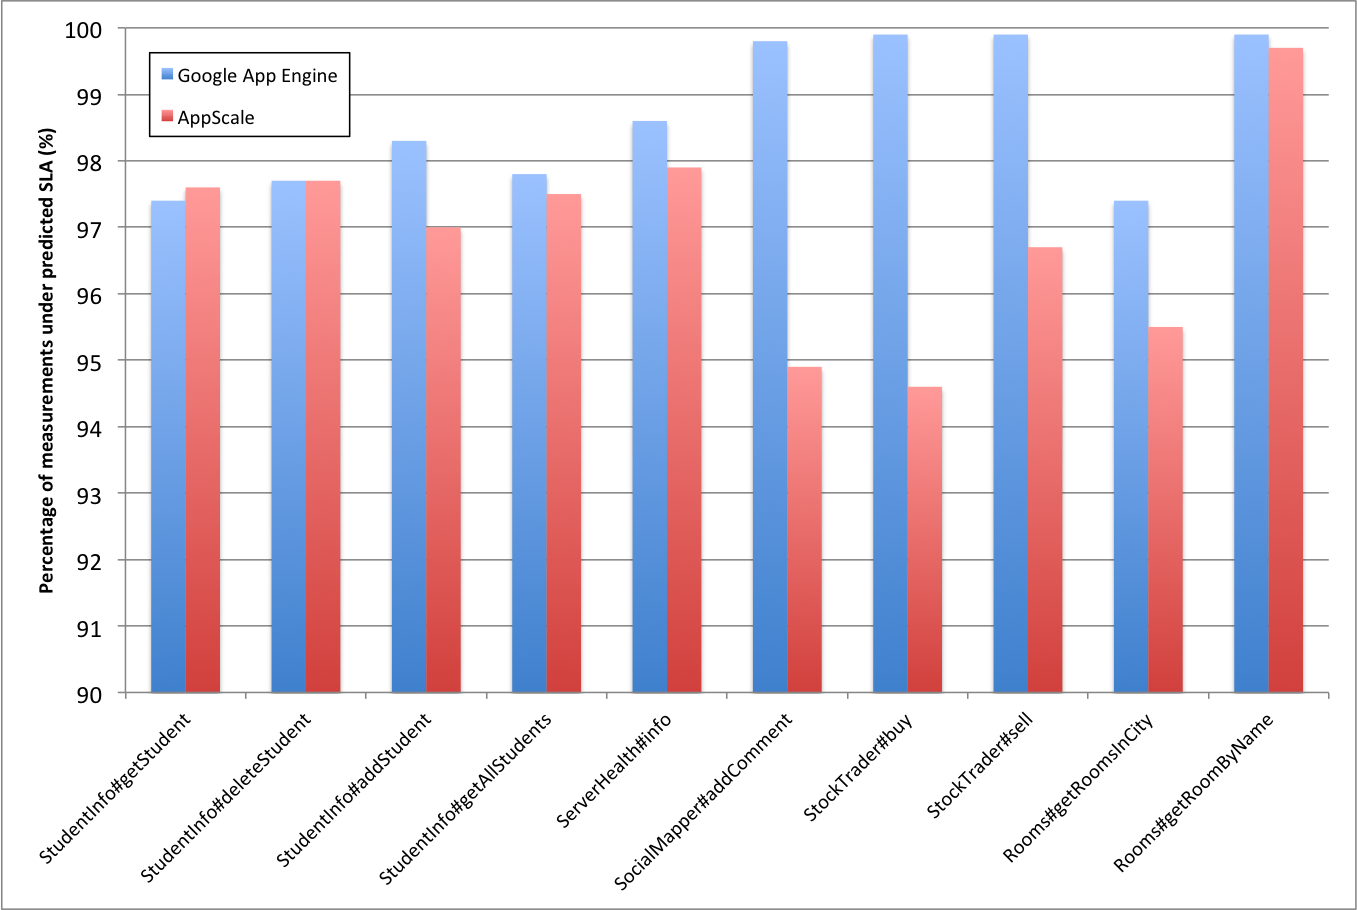 Percentage of measurements under predicted SLA (%)
100
99
98
97
96
95
94
93
92
91
90
Google App Engine
AppScale
StudentInfo#getStudent
StudentInfo#deleteStudent
StudentInfo#addStudent
StudentInfo#getAllStudents
ServerHealth#info
SocialMapper#addComment
StockTrader#buy
StockTrader#sell
Rooms#getRoomsInCity
Rooms#getRoomByName